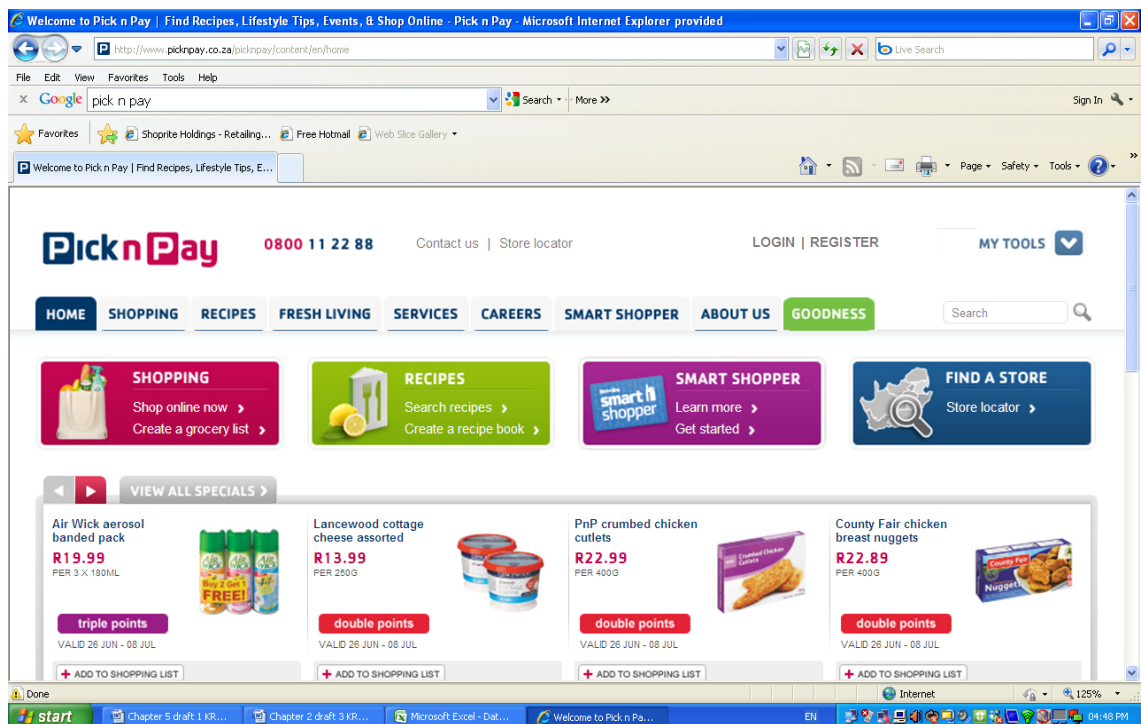 Welcome to Pick n Pay | Find Recipes, Lifestyle Tips, Events, & Shop Online - Pick n Pay - Microsoft Internet Explorer provided
http://www.picknpay.co.za/picknpay/content/en/home
Live Search
File Edit View Favorites Tools Help
x Google pick n pay Search More >> Sign In
Favorites Shoprite Holdings - Retailing... Free Hotmail Web Slice Gallery
Welcome to Pick n Pay | Find Recipes, Lifestyle Tips, E... Page Safety Tools
Pick n Pay 0800 11 22 88 Contact us | Store locator LOGIN | REGISTER MY TOOLS
HOME SHOPPING RECIPES FRESH LIVING SERVICES CAREERS SMART SHOPPER ABOUT US GOODNESS Search
SHOPPING
Shop online now >
Create a grocery list >
RECIPES
Search recipes >
Create a recipe book >
smart shopper
SMART SHOPPER
Learn more >
Get started >
FIND A STORE
Store locator >
VIEW ALL SPECIALS >
Air Wick aerosol
banded pack
R19.99
PER 3 X 180ML
Buy 2 Get 1
FREE!
triple points
VALID 26 JUN - 08 JUL
+ ADD TO SHOPPING LIST
Lancewood cottage
cheese assorted
R13.99
PER 250G
double points
VALID 26 JUN - 08 JUL
+ ADD TO SHOPPING LIST
PnP crumbed chicken
cutlets
R22.99
PER 400G
Crumbed Chicken
Cutlets
double points
VALID 26 JUN - 08 JUL
+ ADD TO SHOPPING LIST
County Fair chicken
breast nuggets
R22.89
PER 400G
County Fair
Nuggets
double points
VALID 26 JUN - 08 JUL
+ ADD TO SHOPPING LIST
Done Internet 125%
start Chapter 5 draft 1 KR... Chapter 2 draft 3 KR... Microsoft Excel - Dat... Welcome to Pick n Pa... EN 04:48 PM